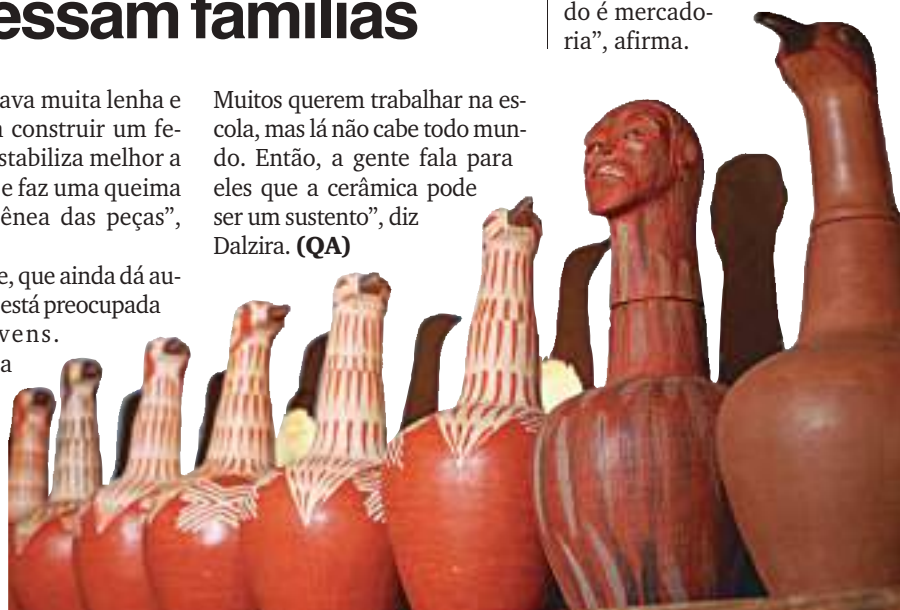 essam famílias
ava muita lenha e
construir um fe-
stabiliza melhor a
e faz uma queima
ênea das peças”,
e, que ainda dá au-
está preocupada
vens.
a
Muitos querem trabalhar na es-
cola, mas lá não cabe todo mun-
do. Então, a gente fala para
eles que a cerâmica pode
ser um sustento”, diz
Dalzira. (QA)
do é mercado-
ria”, afirma.